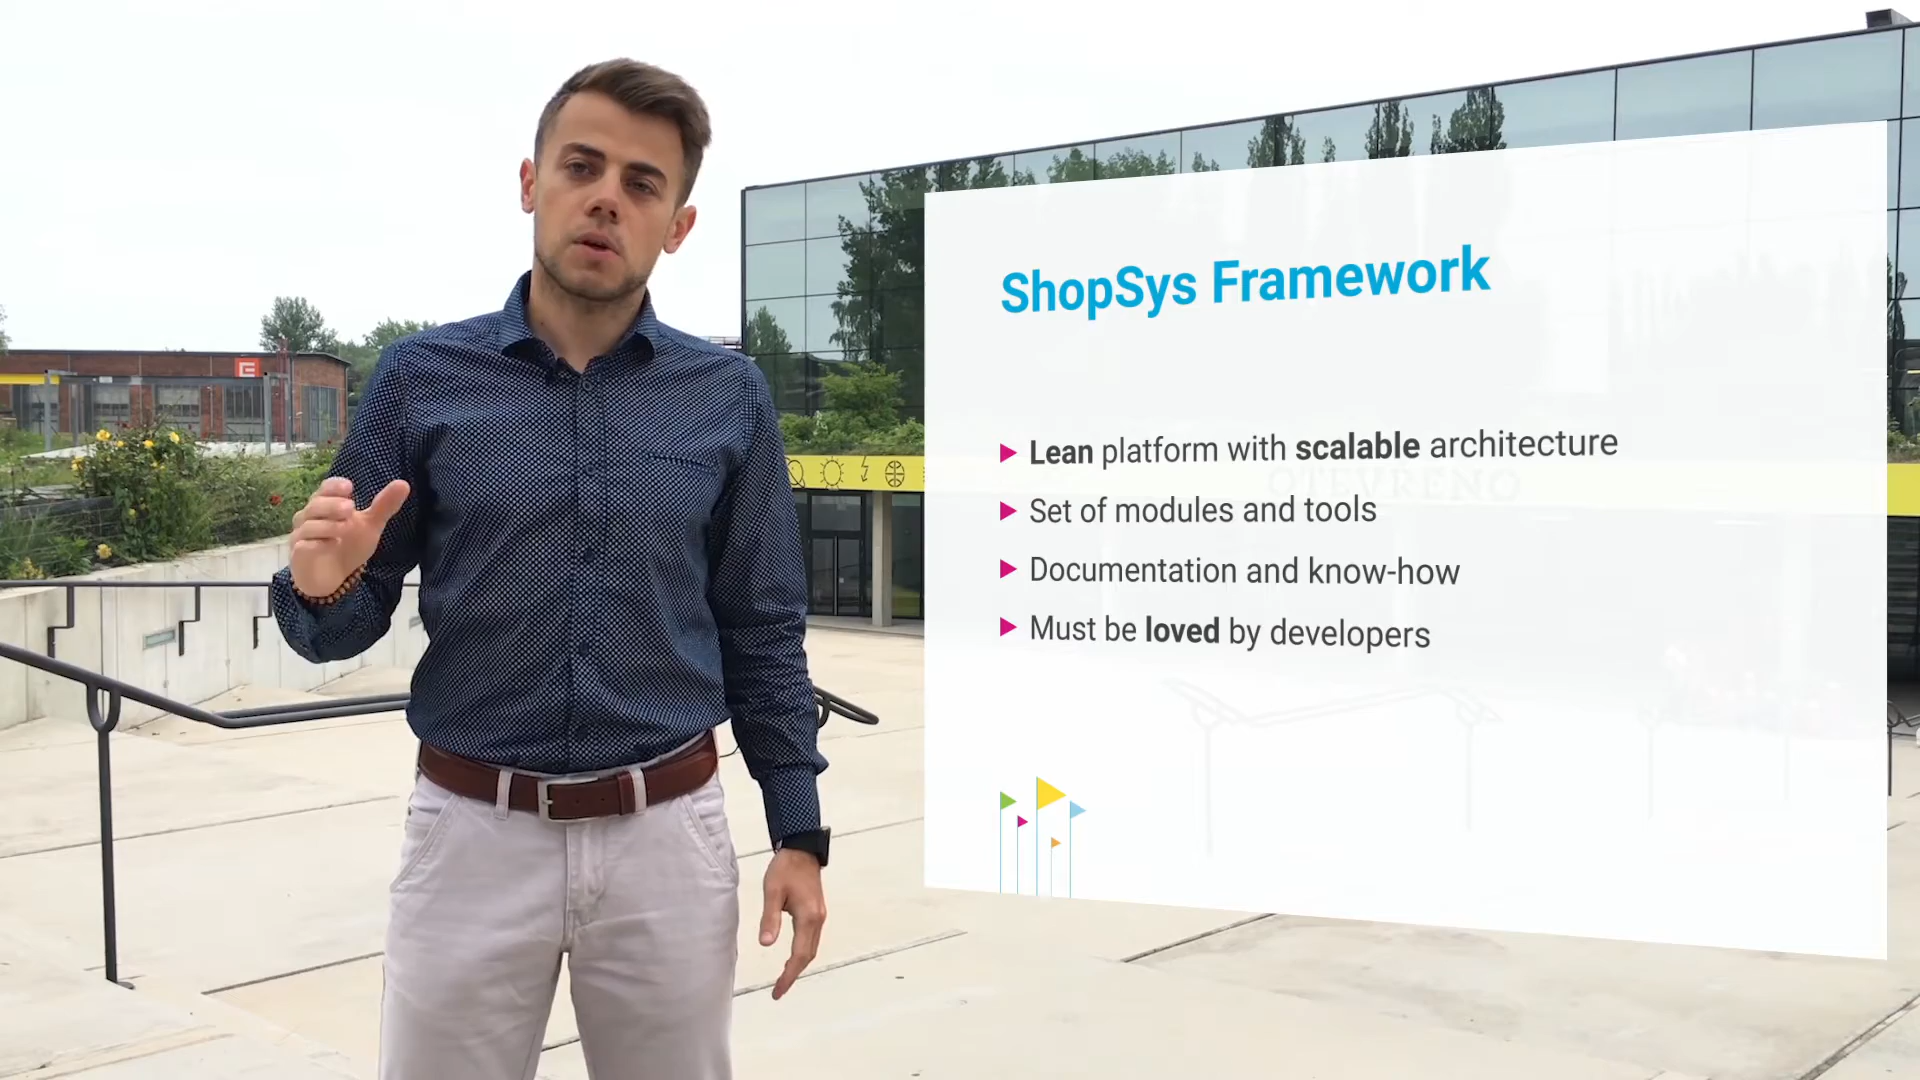 ShopSys Framework
Lean platform with scalable architecture
OTEVŘENO
Set of modules and tools
Documentation and know-how
Must be loved by developers